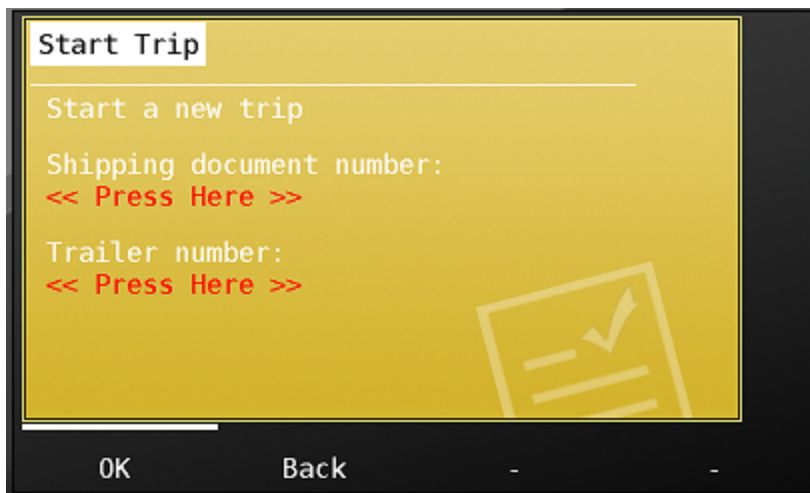 Start Trip
Start a new trip
Shipping document number:
<< Press Here >>
Trailer number:
<< Press Here >>
OK Back - -